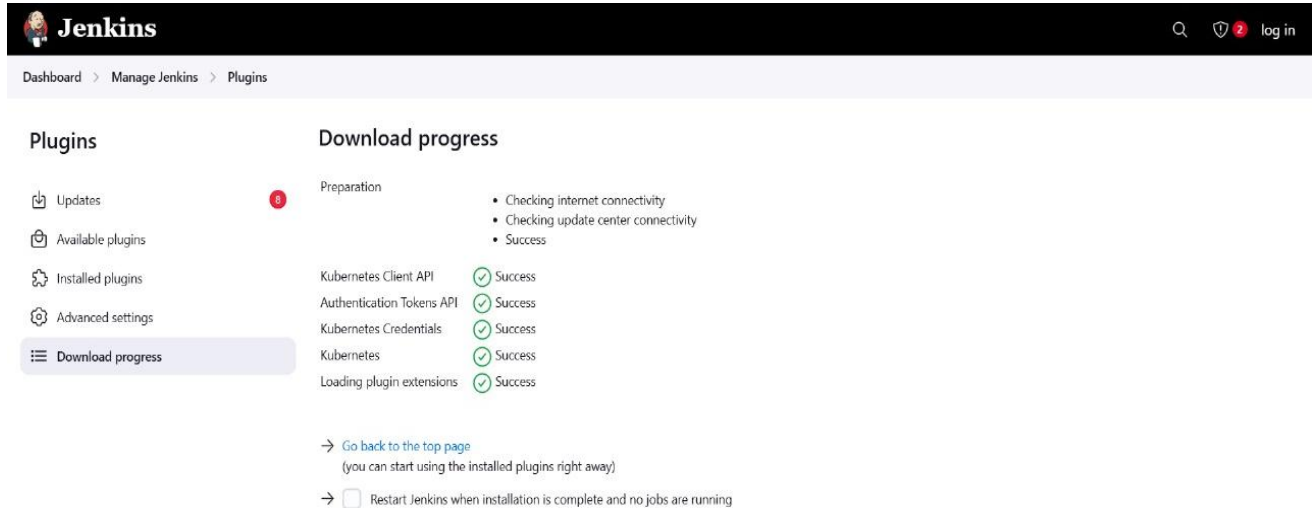 Jenkins
2 log in
Dashboard > Manage Jenkins > Plugins
Plugins
Updates 8
Available plugins
Installed plugins
Advanced settings
Download progress
Download progress
Preparation
• Checking internet connectivity
• Checking update center connectivity
• Success
Kubernetes Client API Success
Authentication Tokens API Success
Kubernetes Credentials Success
Kubernetes Success
Loading plugin extensions Success
→ Go back to the top page
(you can start using the installed plugins right away)
→ Restart Jenkins when installation is complete and no jobs are running